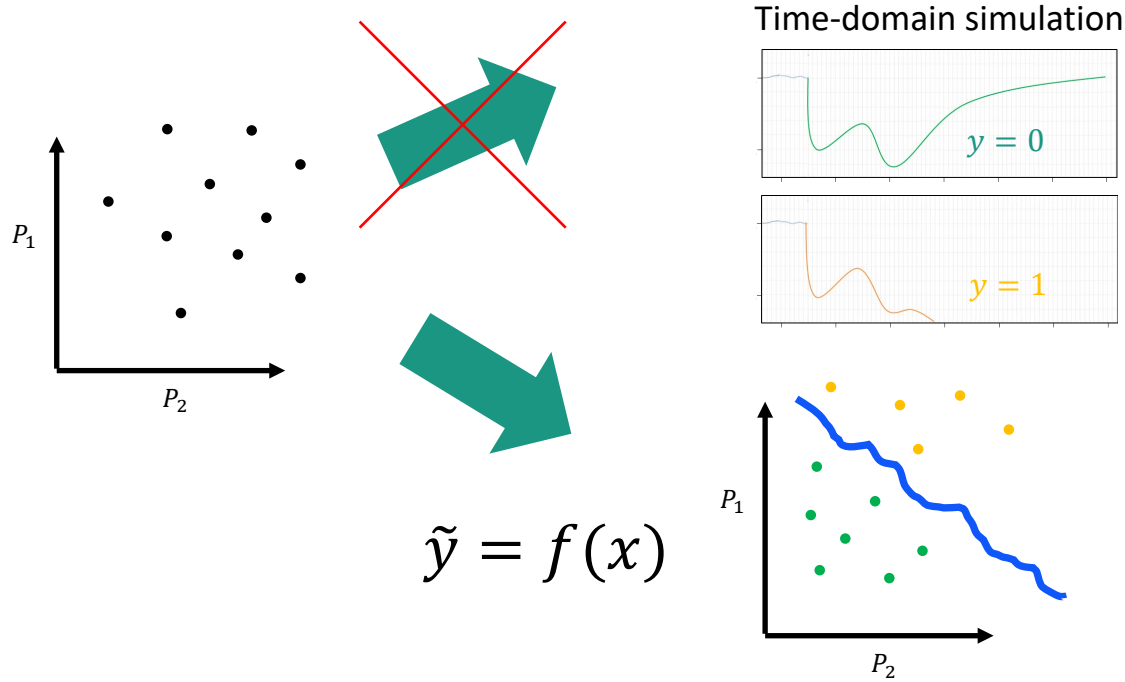 Time-domain simulation
y = 0
P₁
y = 1
P₂
P₁
ỹ = f(x)
P₂